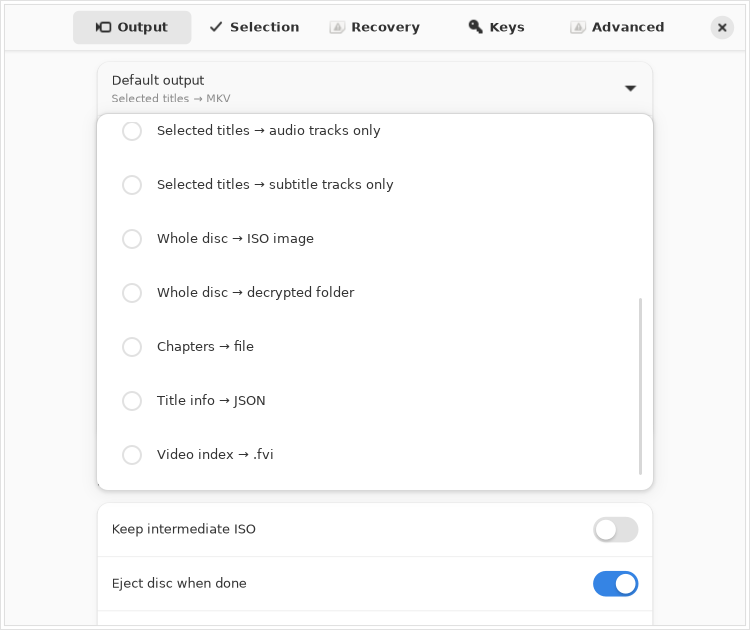 Output
Selection
Recovery
Keys
Advanced
Default output
Selected titles → MKV
Selected titles → audio tracks only
Selected titles → subtitle tracks only
Whole disc → ISO image
Whole disc → decrypted folder
Chapters → file
Title info → JSON
Video index → .fvi
Keep intermediate ISO
Eject disc when done